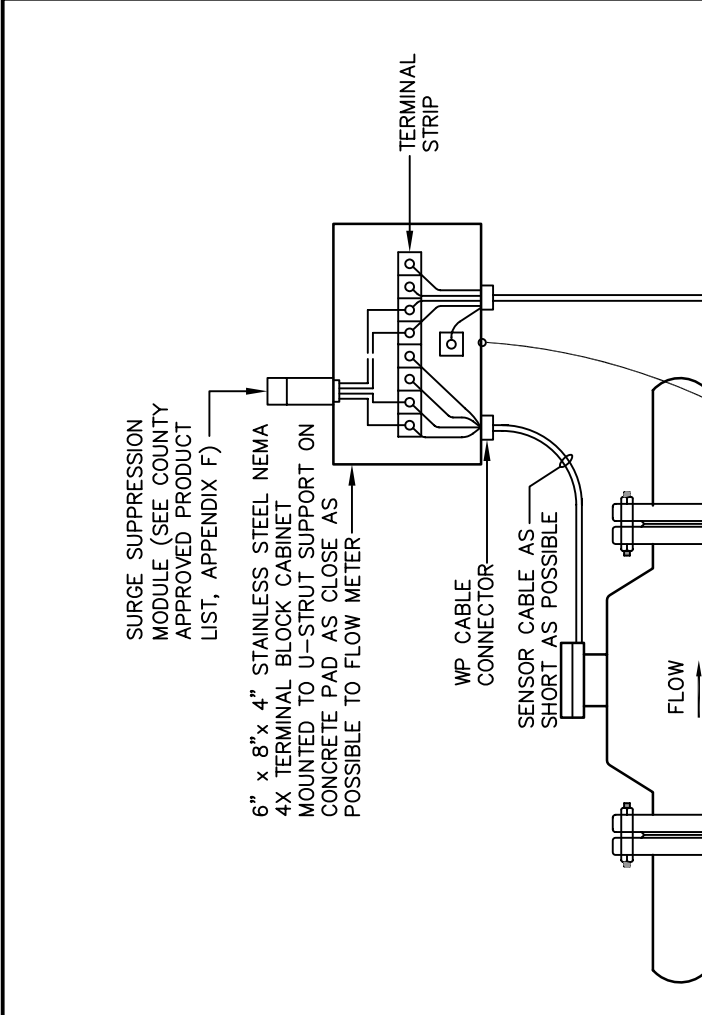 SURGE SUPPRESSION
MODULE (SEE COUNTY
APPROVED PRODUCT
LIST, APPENDIX F)
6" x 8"x 4" STAINLESS STEEL NEMA
4X TERMINAL BLOCK CABINET
MOUNTED TO U-STRUT SUPPORT ON
CONCRETE PAD AS CLOSE AS
POSSIBLE TO FLOW METER
TERMINAL
STRIP
WP CABLE
CONNECTOR
SENSOR CABLE AS
SHORT AS POSSIBLE
FLOW